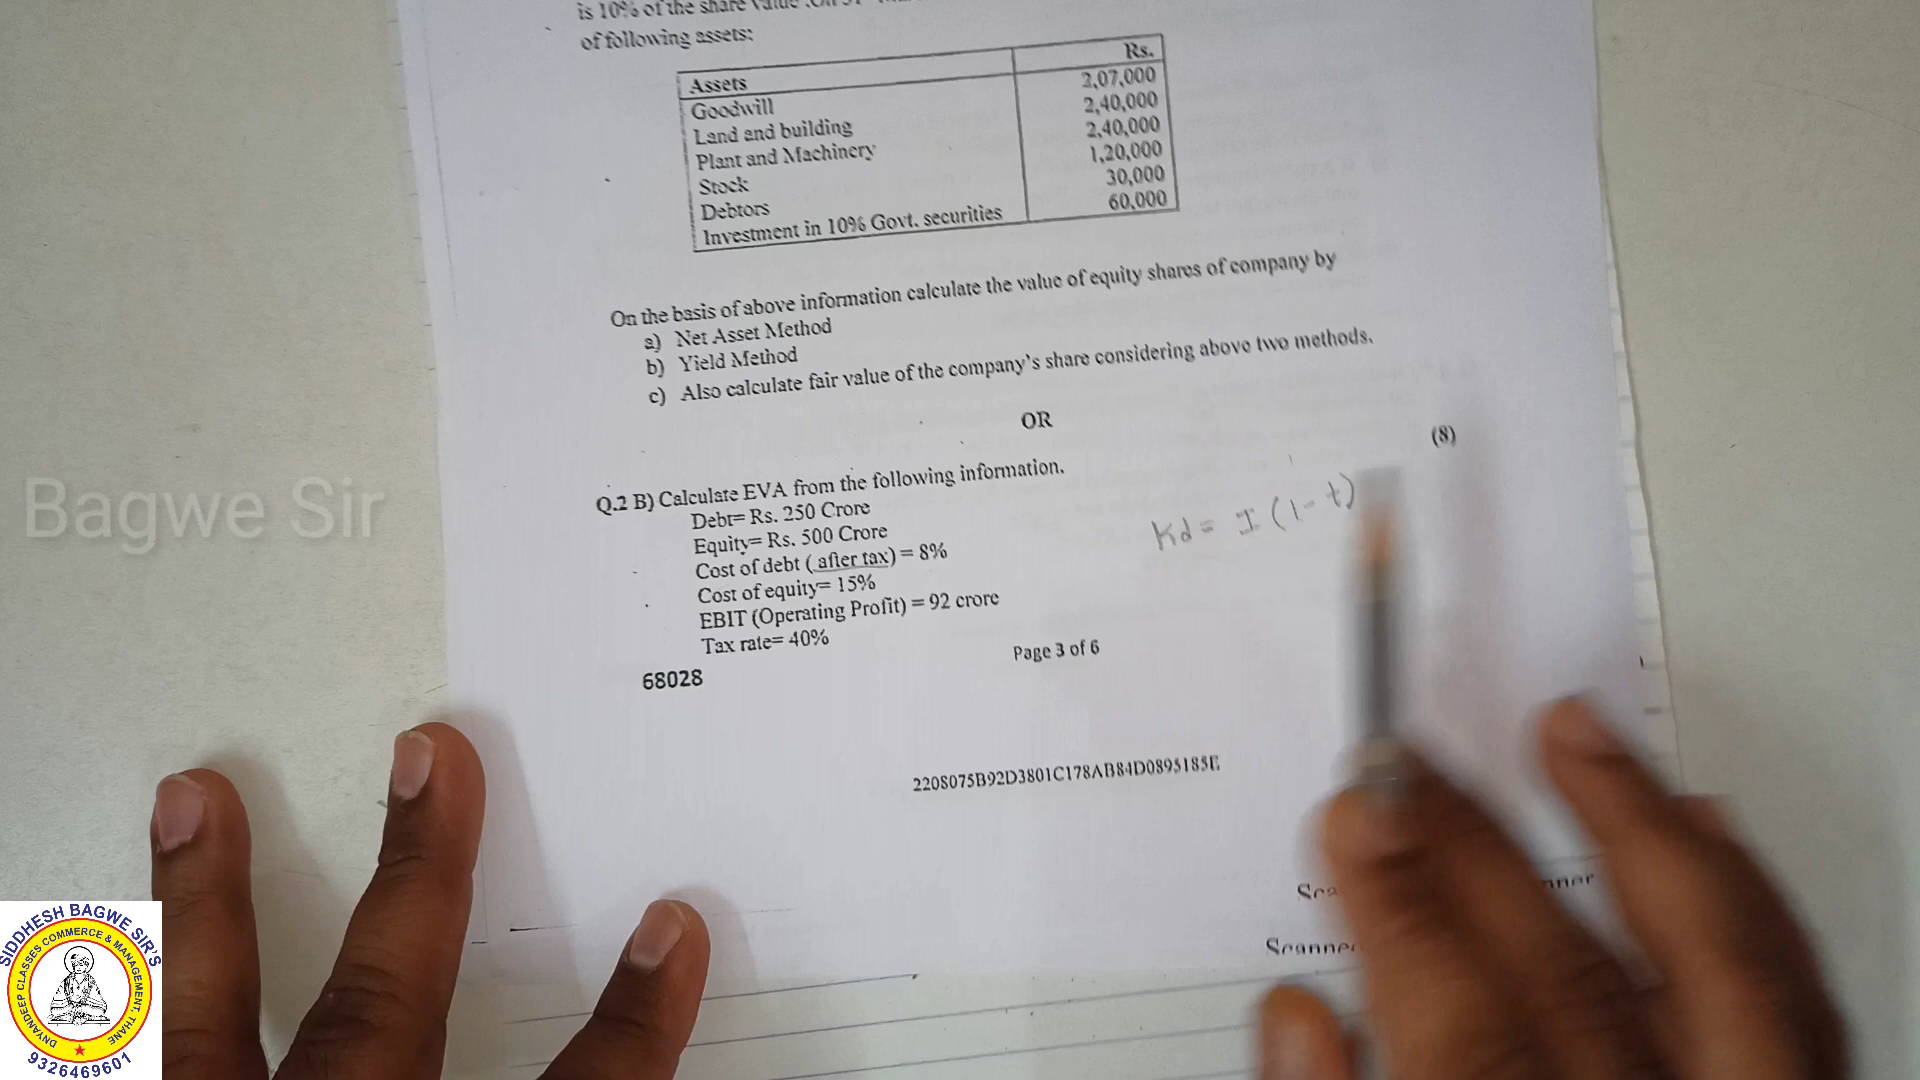 is 10% of the share value .On 31
of following assets:
Assets Rs.
Goodwill 2,07,000
Land and building 2,40,000
Plant and Machinery 2,40,000
Stock 1,20,000
Debtors 30,000
Investment in 10% Govt. securities 60,000
On the basis of above information calculate the value of equity shares of company by
a) Net Asset Method
b) Yield Method
c) Also calculate fair value of the company's share considering above two methods.
OR
(8)
Q.2 B) Calculate EVA from the following information.
Debt= Rs. 250 Crore
Equity= Rs. 500 Crore
Cost of debt ( after tax) = 8%
Cost of equity= 15%
EBIT (Operating Profit) = 92 crore
Tax rate= 40%
Kd = I (1-t)
68028
Page 3 of 6
2208075B92D3801C178AB84D0895185E
Bagwe Sir
SIDDHESH BAGWE SIR'S
DNYANDEEP CLASSES COMMERCE & MANAGEMENT, THANE
9326469601